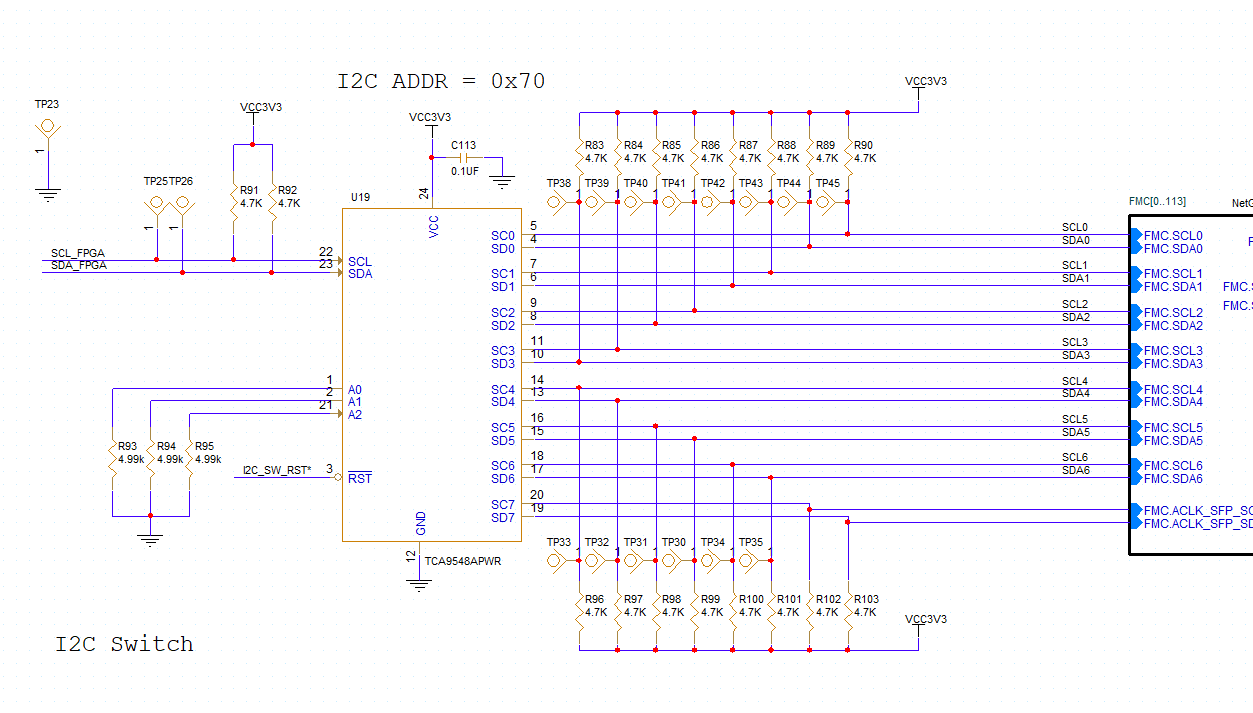 I2C ADDR = 0x70
VCC3V3
TP23
1
VCC3V3
VCC3V3
C113
0.1UF
R83 R84 R85 R86 R87 R88 R89 R90
4.7K 4.7K 4.7K 4.7K 4.7K 4.7K 4.7K 4.7K
TP25 TP26
1 1
R91 R92
4.7K 4.7K
U19
24
VCC
TP38 TP39 TP40 TP41 TP42 TP43 TP44 TP45
1 1 1 1 1 1 1 1
FMC[0..113]
SCL_FPGA 22 SCL
SDA_FPGA 23 SDA
SC0 5 SCL0 FMC.SCL0
SD0 4 SDA0 FMC.SDA0
SC1 7 SCL1 FMC.SCL1
SD1 6 SDA1 FMC.SDA1
SC2 9 SCL2 FMC.SCL2
SD2 8 SDA2 FMC.SDA2
SC3 11 SCL3 FMC.SCL3
SD3 10 SDA3 FMC.SDA3
1 A0
2 A1
21 A2
SC4 14 SCL4 FMC.SCL4
SD4 13 SDA4 FMC.SDA4
SC5 16 SCL5 FMC.SCL5
SD5 15 SDA5 FMC.SDA5
R93 R94 R95
4.99k 4.99k 4.99k
I2C_SW_RST* 3 RST
SC6 18 SCL6 FMC.SCL6
SD6 17 SDA6 FMC.SDA6
SC7 20
SD7 19
GND
12
TCA9548APWR
TP33 TP32 TP31 TP30 TP34 TP35
1 1 1 1 1 1
R96 R97 R98 R99 R100 R101 R102 R103
4.7K 4.7K 4.7K 4.7K 4.7K 4.7K 4.7K 4.7K
VCC3V3
I2C Switch